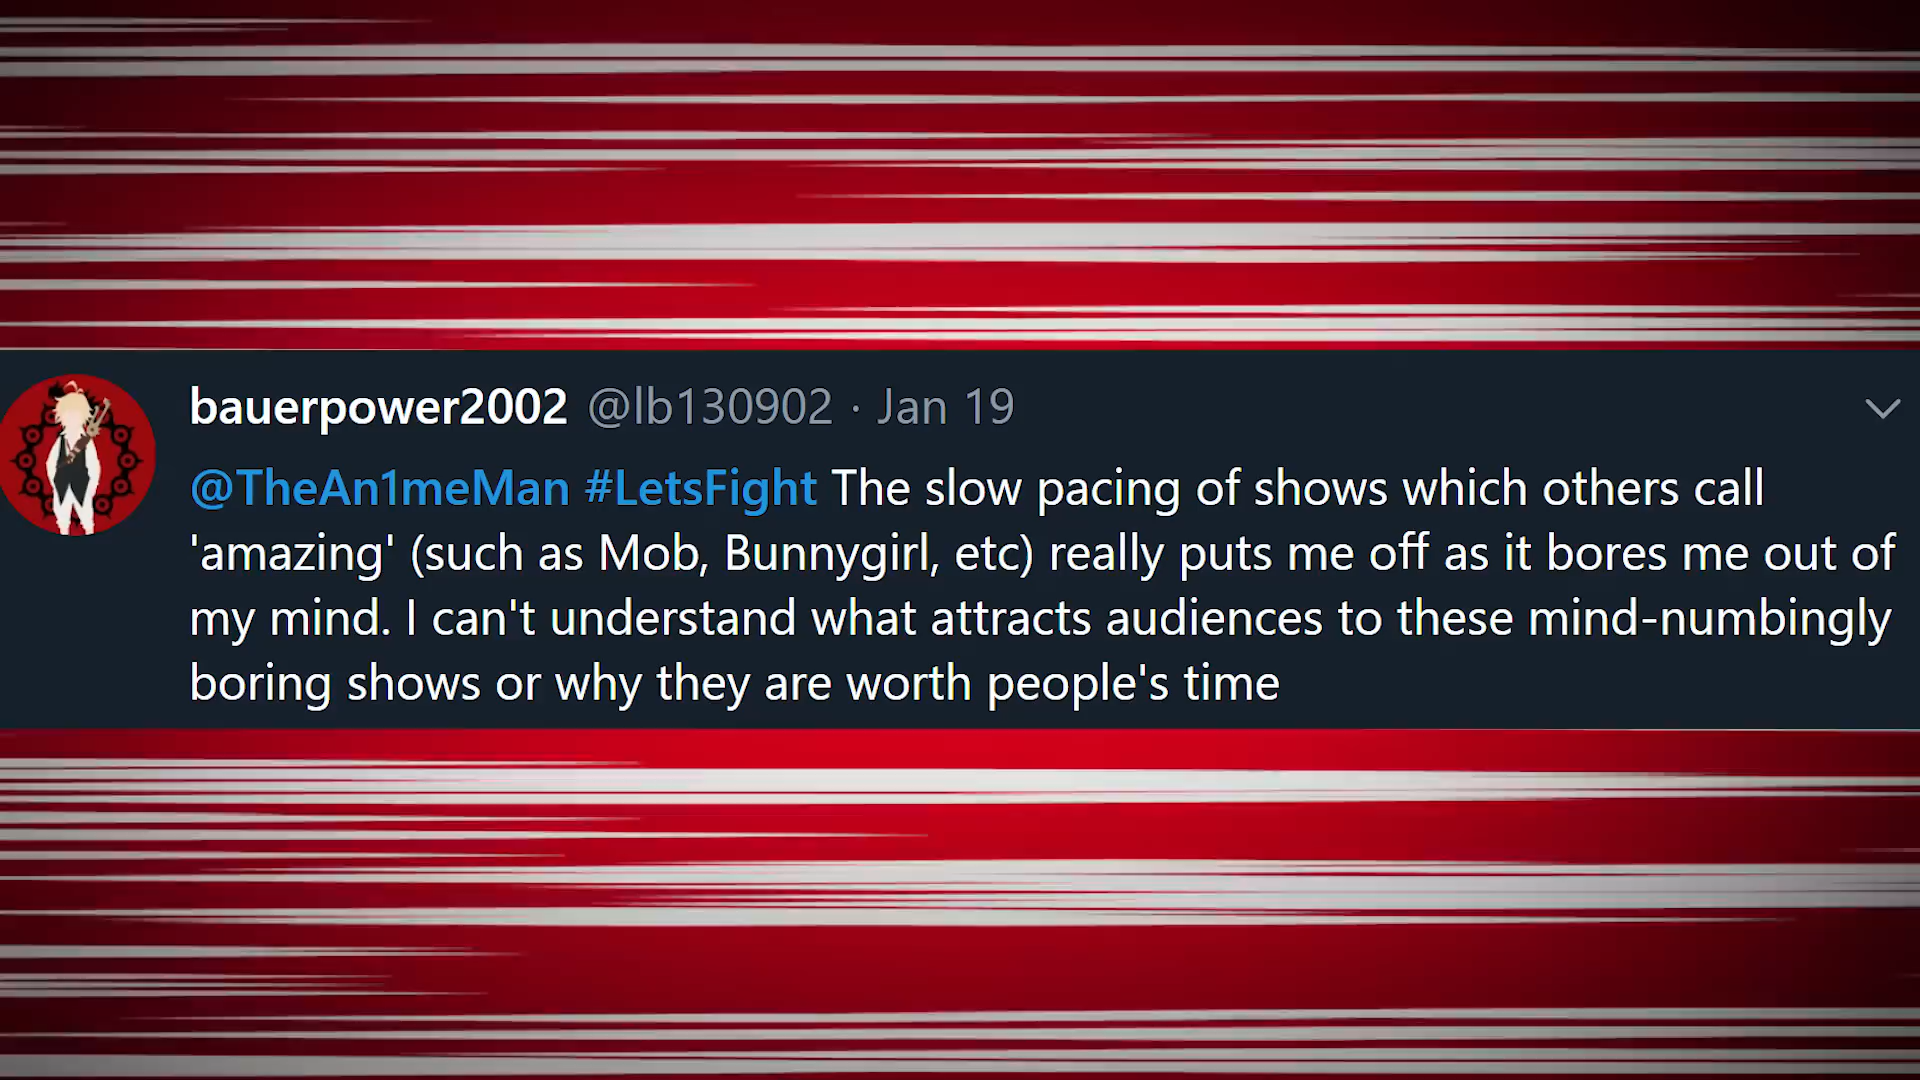 bauerpower2002 @lb130902 · Jan 19
@TheAn1meMan #LetsFight The slow pacing of shows which others call
'amazing' (such as Mob, Bunnygirl, etc) really puts me off as it bores me out of
my mind. I can't understand what attracts audiences to these mind-numbingly
boring shows or why they are worth people's time